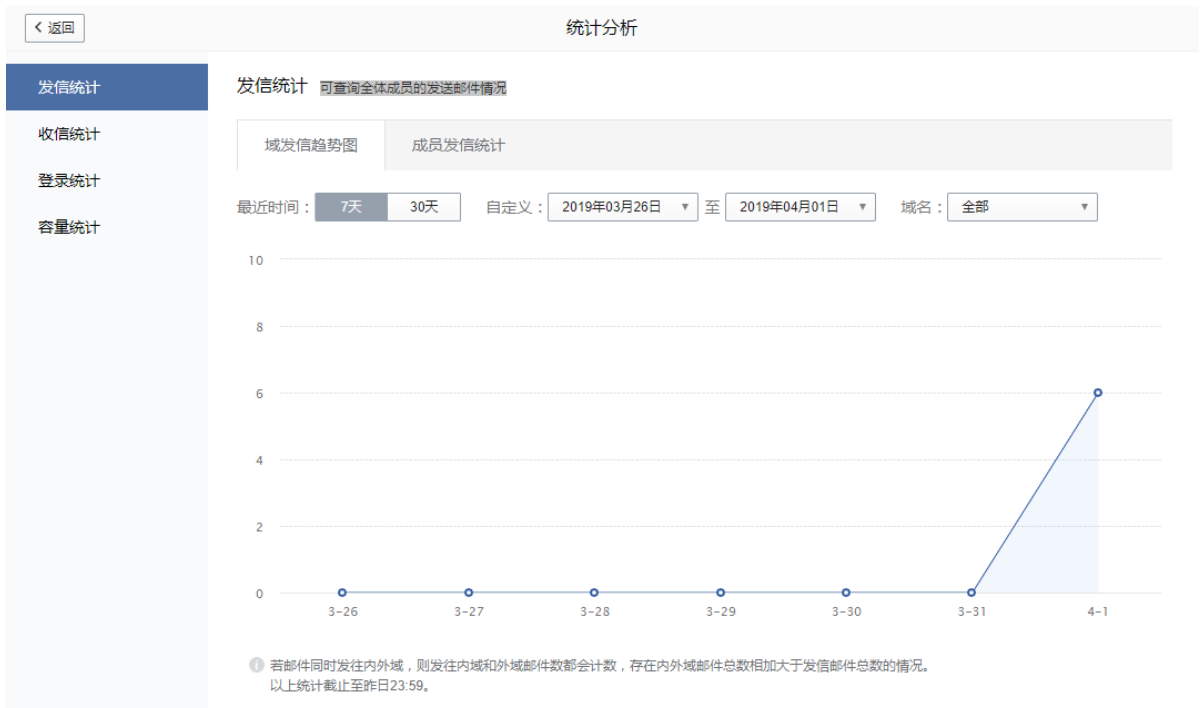 返回
统计分析
发信统计
收信统计
登录统计
容量统计
发信统计 可查询全体成员的发送邮件情况
域发信趋势图 成员发信统计
最近时间： 7天 30天 自定义： 2019年03月26日 至 2019年04月01日 域名： 全部
10
8
6
4
2
0
3-26 3-27 3-28 3-29 3-30 3-31 4-1
若邮件同时发往内外域，则发往内域和外域邮件数都会计数，存在内外域邮件总数相加大于发信邮件总数的情况。
以上统计截止至昨日23:59。